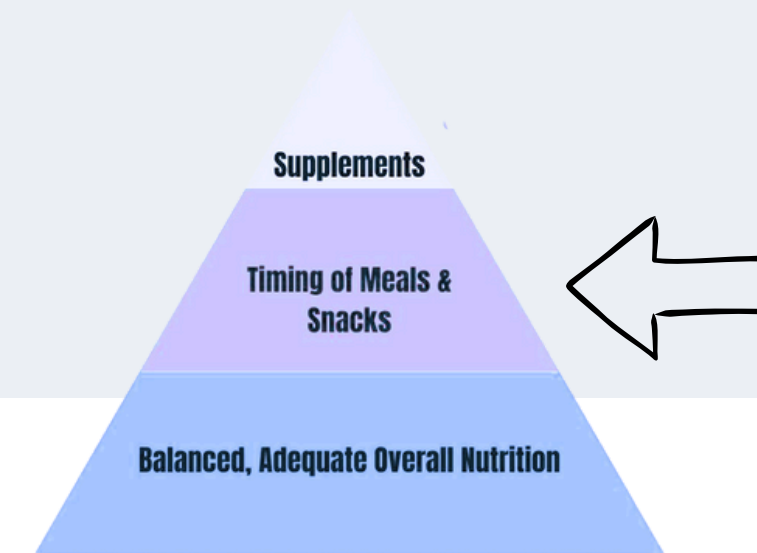 Supplements
Timing of Meals &
Snacks
Balanced, Adequate Overall Nutrition